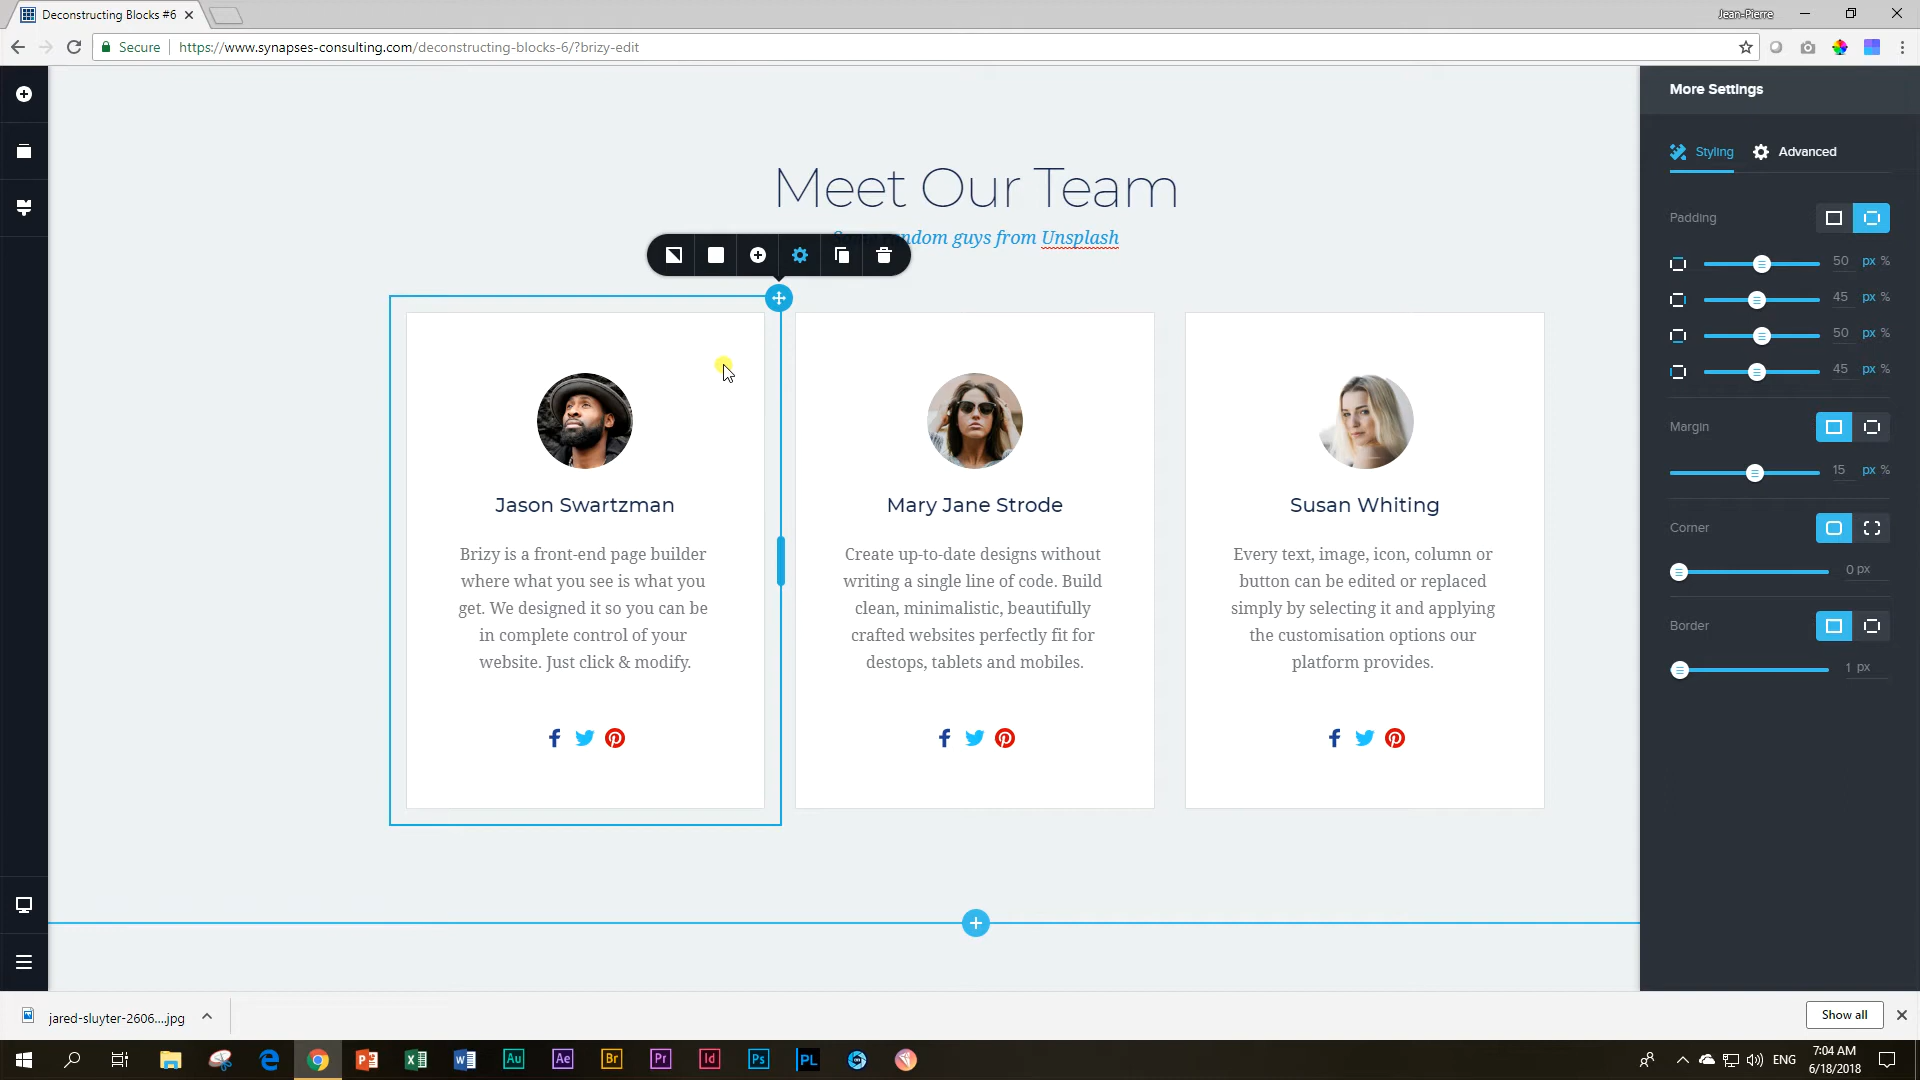 Deconstructing Blocks #6
Jean-Pierre
Secure
https://www.synapses-consulting.com/deconstructing-blocks-6/?brizy-edit
More Settings
Styling
Advanced
Padding
50 px %
45 px %
50 px %
45 px %
Margin
15 px %
Corner
0 px
Border
1 px
Meet Our Team
guys from Unsplash
Jason Swartzman
Brizy is a front-end page builder
where what you see is what you
get. We designed it so you can be
in complete control of your
website. Just click & modify.
Mary Jane Strode
Create up-to-date designs without
writing a single line of code. Build
clean, minimalistic, beautifully
crafted websites perfectly fit for
destops, tablets and mobiles.
Susan Whiting
Every text, image, icon, column or
button can be edited or replaced
simply by selecting it and applying
the customisation options our
platform provides.
jared-sluyter-2606....jpg
Show all
Au
Ae
Br
Pr
Id
Ps
PL
ENG
7:04 AM
6/18/2018